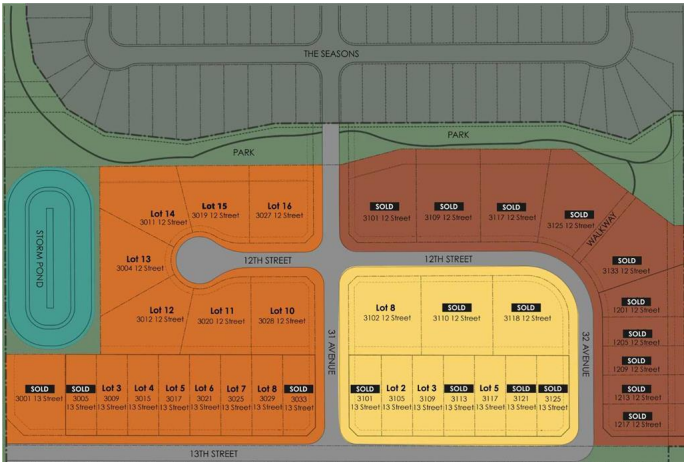 THE SEASONS
PARK
PARK
STORM POND
Lot 14
3011 12 Street
Lot 15
3019 12 Street
Lot 16
3027 12 Street
Lot 13
3004 12 Street
12TH STREET
Lot 12
3012 12 Street
Lot 11
3020 12 Street
Lot 10
3028 12 Street
SOLD
3001 13 Street
SOLD
3005
13 Street
Lot 3
3009
13 Street
Lot 4
3015
13 Street
Lot 5
3017
13 Street
Lot 6
3021
13 Street
Lot 7
3025
13 Street
Lot 8
3029
13 Street
SOLD
3033
13 Street
31 AVENUE
SOLD
3101 12 Street
SOLD
3109 12 Street
SOLD
3117 12 Street
SOLD
3125 12 Street
WALKWAY
SOLD
3133 12 Street
12TH STREET
SOLD
1201 12 Street
SOLD
1205 12 Street
SOLD
1209 12 Street
SOLD
1213 12 Street
SOLD
1217 12 Street
Lot 8
3102 12 Street
SOLD
3110 12 Street
SOLD
3118 12 Street
32 AVENUE
SOLD
3101
13 Street
Lot 2
3105
13 Street
Lot 3
3109
13 Street
SOLD
3113
13 Street
Lot 5
3117
13 Street
SOLD
3121
13 Street
SOLD
3125
13 Street
13TH STREET